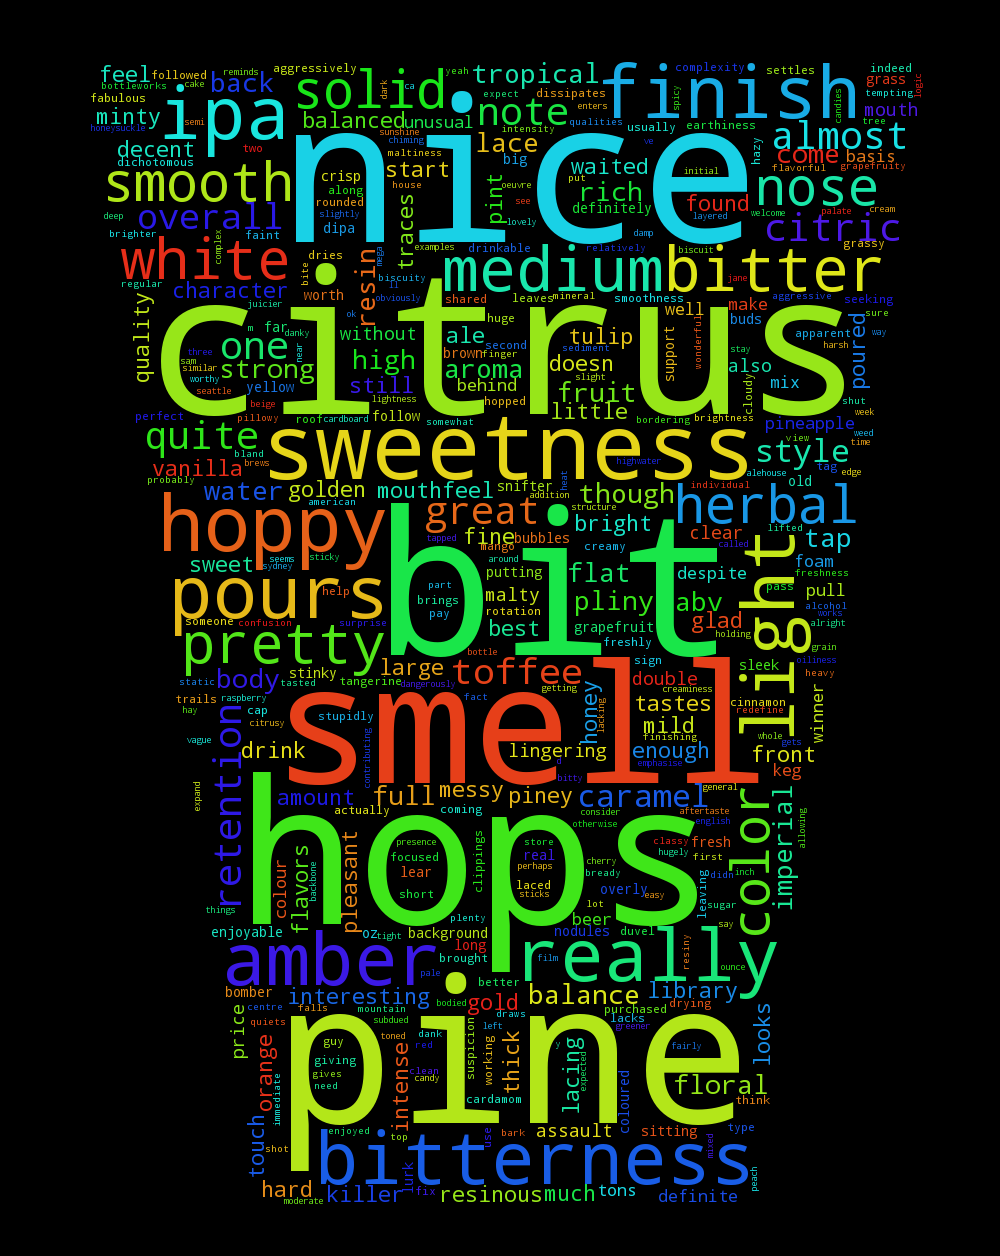 feel
followed
bottleworks
cake
reminds
aggressively
yeah
tropical
complexity
settles
indeed
fabulous
back
solid
dark
ca
expect
dissipates
finish
grass
tempting
logic
minty
honeysuckle
semi
ipa
balanced
unusual
note
enters
spicy
candies
mouth
sunshine
intensity
qualities
usually
earthiness
tree
decent
dichotomous
two
chiming
maltiness
lace
big
ve
hazy
almost
come
basis
flavorful
grapefruity
crisp
start
nice
waited
put
initial
smooth
along
house
pint
oeuvre
rich
definitely
found
nose
deep
rounded
slightly
see
lovely
layered
welcome
palate
cream
overall
faint
dipa
traces
damp
citric
brighter
complex
examples
drinkable
relatively
grassy
white
dries
bite
resin
mega
medium
biscuit
bitter
regular
character
worth
biscuity
ll
obviously
shared
leaves
mineral
smoothness
jane
make
aggressive
seeking
quality
juicier
m
far
danky
ok
without
huge
well
sure
three
one
near
ale
second
sediment
tulip
support
wonderful
buds
apparent
way
poured
sam
similar
strong
high
brown
finger
doesn
stay
harsh
worthy
seattle
yellow
still
aroma
behind
slight
also
mix
cloudy
shut
beige
lightness
hopped
fruit
citrus
week
perfect
pillowy
roof
cardboard
follow
somewhat
little
bordering
brightness
pineapple
weed
quite
bland
sweetness
style
view
time
vanilla
brews
highwater
alehouse
tag
edge
probably
water
golden
mouthfeel
snifter
addition
heat
though
individual
old
american
structure
herbal
hoppy
great
bright
clear
lifted
tap
seems
sticky
tapped
fine
bubbles
mango
creamy
called
sweet
sydney
around
bit
flat
despite
foam
freshness
pours
help
part
putting
pass
pull
brings
malty
rotation
pliny
abv
light
alcohol
works
someone
confusion
surprise
pay
best
grapefruit
glad
alright
pretty
freshly
holding
grain
bottle
sign
body
stinky
large
toffee
double
sleek
oiliness
heavy
static
tasted
tangerine
dangerously
getting
creaminess
cinnamon
trails
hay
raspberry
cap
fact
honey
lacking
tastes
redefine
winner
citrusy
stupidly
smell
mild
whole
vague
drink
contributing
lingering
finishing
enough
front
gets
retention
d
bitty
emphasise
keg
expand
amount
full
messy
piney
caramel
general
color
imperial
actually
coming
consider
aftertaste
english
allowing
pleasant
presence
store
otherwise
classy
fresh
colour
flavors
backbone
focused
clippings
real
perhaps
cherry
bready
hugely
first
lear
laced
overly
didn
inch
things
short
sticks
easy
leaving
sugar
hops
lot
say
enjoyable
oz
tight
background
plenty
beer
nodules
duvel
amber
long
brought
film
really
resiny
ounce
pale
bomber
interesting
mountain
bodied
better
gold
balance
library
drying
centre
falls
subdued
draws
purchased
looks
price
quiets
toned
dank
suspicion
left
lacks
greener
guy
red
working
thick
y
fairly
orange
giving
gives
need
clean
candy
expected
lacing
floral
immediate
intense
cardamom
coloured
think
pine
touch
enjoyed
top
use
bark
assault
sitting
type
shot
bitterness
mixed
peach
hard
moderate
killer
lurk
fix
resinous
much
tons
definite